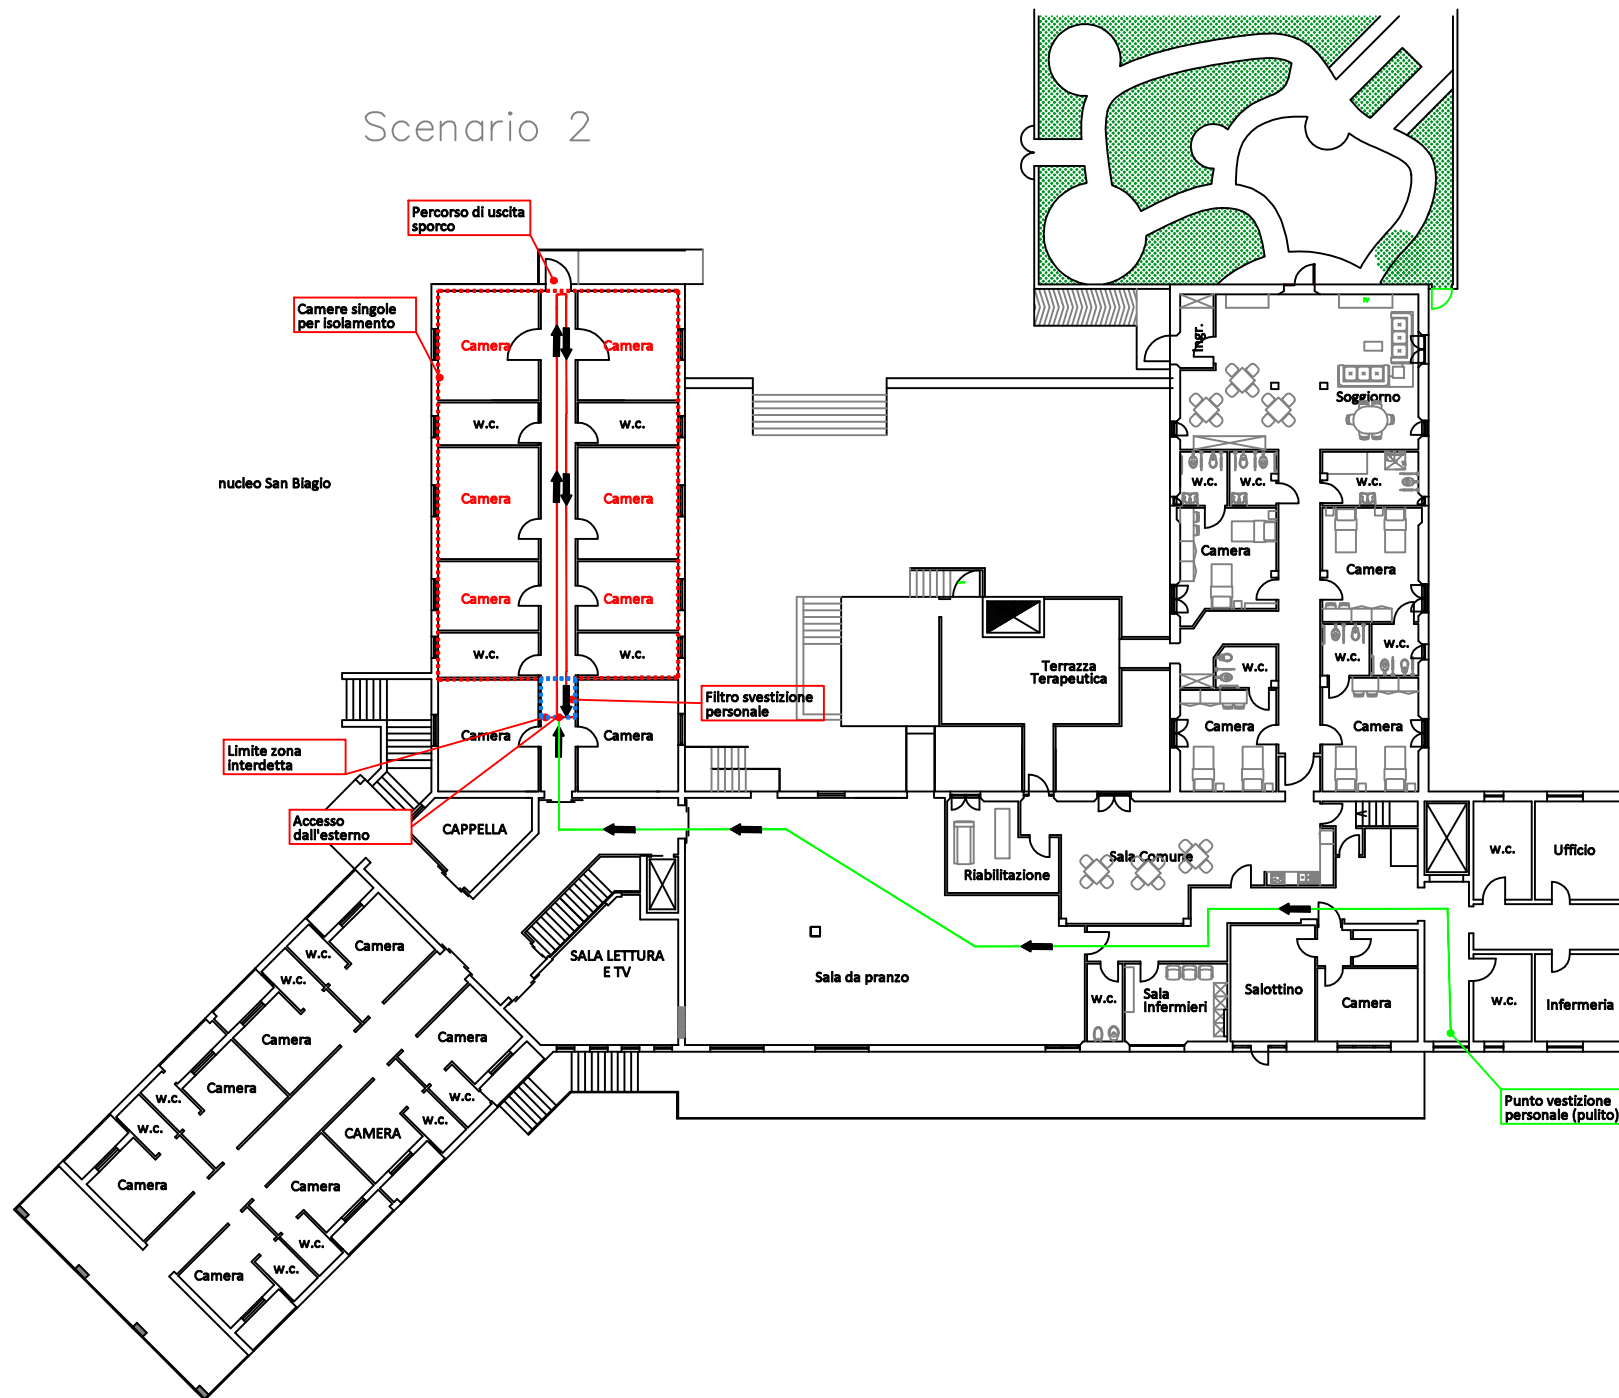 Scenario 2
Percorso di uscita
sporco
Camere singole
per isolamento
Camera
Camera
w.c.
w.c.
nucleo San Biagio
Camera
Camera
Camera
Camera
w.c.
w.c.
Filtro svestizione
personale
Camera
Camera
Limite zona
interdetta
Accesso
dall'esterno
CAPPELLA
SALA LETTURA
E TV
Sala da pranzo
Riabilitazione
Sala Comune
Terrazza
Terapeutica
Ingr.
TV
Soggiorno
w.c.
w.c.
w.c.
Camera
Camera
w.c.
w.c.
w.c.
Camera
Camera
w.c.
Ufficio
w.c.
Sala
Infermieri
Salottino
Camera
w.c.
Infermeria
Punto vestizione
personale (pulito)
Camera
w.c.
w.c.
Camera
Camera
Camera
w.c.
w.c.
w.c.
CAMERA
w.c.
Camera
Camera
w.c.
Camera
w.c.